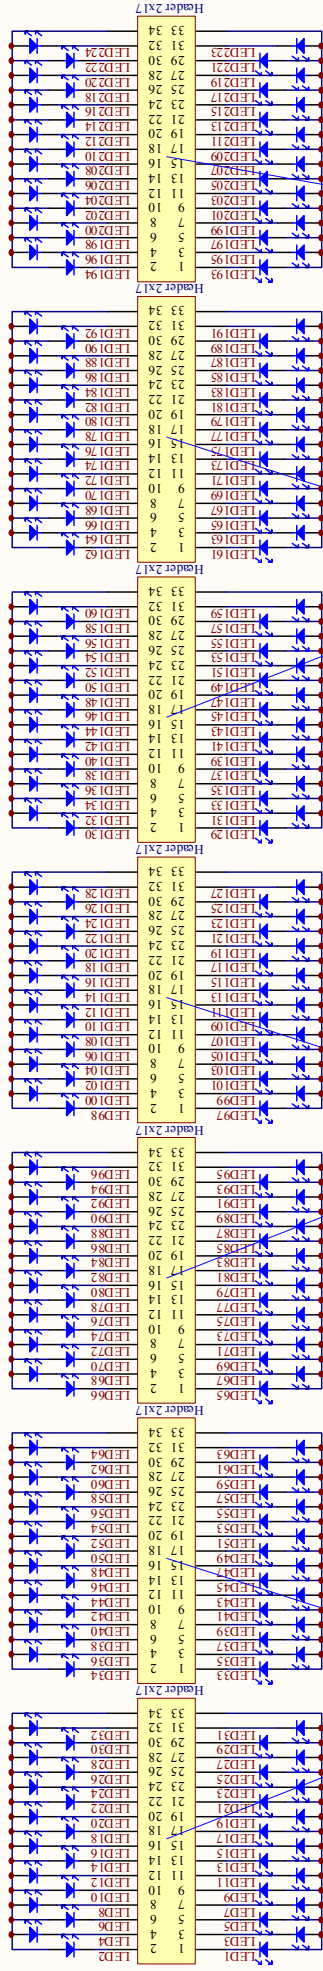 Header 2x17
34 33
LED224 32 31 LED223
LED222 30 29 LED221
LED220 28 27 LED219
LED218 26 25 LED217
LED216 24 23 LED215
LED214 22 21 LED213
LED212 20 19 LED211
LED210 18 17 LED209
LED208 16 15 LED207
LED206 14 13 LED205
LED204 12 11 LED203
LED202 10 9 LED201
LED200 8 7 LED199
LED198 6 5 LED197
LED196 4 3 LED195
LED194 2 1 LED193
Header 2x17
34 33
LED192 32 31 LED191
LED190 30 29 LED189
LED188 28 27 LED187
LED186 26 25 LED185
LED184 24 23 LED183
LED182 22 21 LED181
LED180 20 19 LED179
LED178 18 17 LED177
LED176 16 15 LED175
LED174 14 13 LED173
LED172 12 11 LED171
LED170 10 9 LED169
LED168 8 7 LED167
LED166 6 5 LED165
LED164 4 3 LED163
LED162 2 1 LED161
Header 2x17
34 33
LED160 32 31 LED159
LED158 30 29 LED157
LED156 28 27 LED155
LED154 26 25 LED153
LED152 24 23 LED151
LED150 22 21 LED149
LED148 20 19 LED147
LED146 18 17 LED145
LED144 16 15 LED143
LED142 14 13 LED141
LED140 12 11 LED139
LED138 10 9 LED137
LED136 8 7 LED135
LED134 6 5 LED133
LED132 4 3 LED131
LED130 2 1 LED129
Header 2x17
34 33
LED128 32 31 LED127
LED126 30 29 LED125
LED124 28 27 LED123
LED122 26 25 LED121
LED120 24 23 LED119
LED118 22 21 LED117
LED116 20 19 LED115
LED114 18 17 LED113
LED112 16 15 LED111
LED110 14 13 LED109
LED108 12 11 LED107
LED106 10 9 LED105
LED104 8 7 LED103
LED102 6 5 LED101
LED100 4 3 LED99
LED98 2 1 LED97
Header 2x17
34 33
LED96 32 31 LED95
LED94 30 29 LED93
LED92 28 27 LED91
LED90 26 25 LED89
LED88 24 23 LED87
LED86 22 21 LED85
LED84 20 19 LED83
LED82 18 17 LED81
LED80 16 15 LED79
LED78 14 13 LED77
LED76 12 11 LED75
LED74 10 9 LED73
LED72 8 7 LED71
LED70 6 5 LED69
LED68 4 3 LED67
LED66 2 1 LED65
Header 2x17
34 33
LED64 32 31 LED63
LED62 30 29 LED61
LED60 28 27 LED59
LED58 26 25 LED57
LED56 24 23 LED55
LED54 22 21 LED53
LED52 20 19 LED51
LED50 18 17 LED49
LED48 16 15 LED47
LED46 14 13 LED45
LED44 12 11 LED43
LED42 10 9 LED41
LED40 8 7 LED39
LED38 6 5 LED37
LED36 4 3 LED35
LED34 2 1 LED33
Header 2x17
34 33
LED32 32 31 LED31
LED30 30 29 LED29
LED28 28 27 LED27
LED26 26 25 LED25
LED24 24 23 LED23
LED22 22 21 LED21
LED20 20 19 LED19
LED18 18 17 LED17
LED16 16 15 LED15
LED14 14 13 LED13
LED12 12 11 LED11
LED10 10 9 LED9
LED8 8 7 LED7
LED6 6 5 LED5
LED4 4 3 LED3
LED2 2 1 LED1